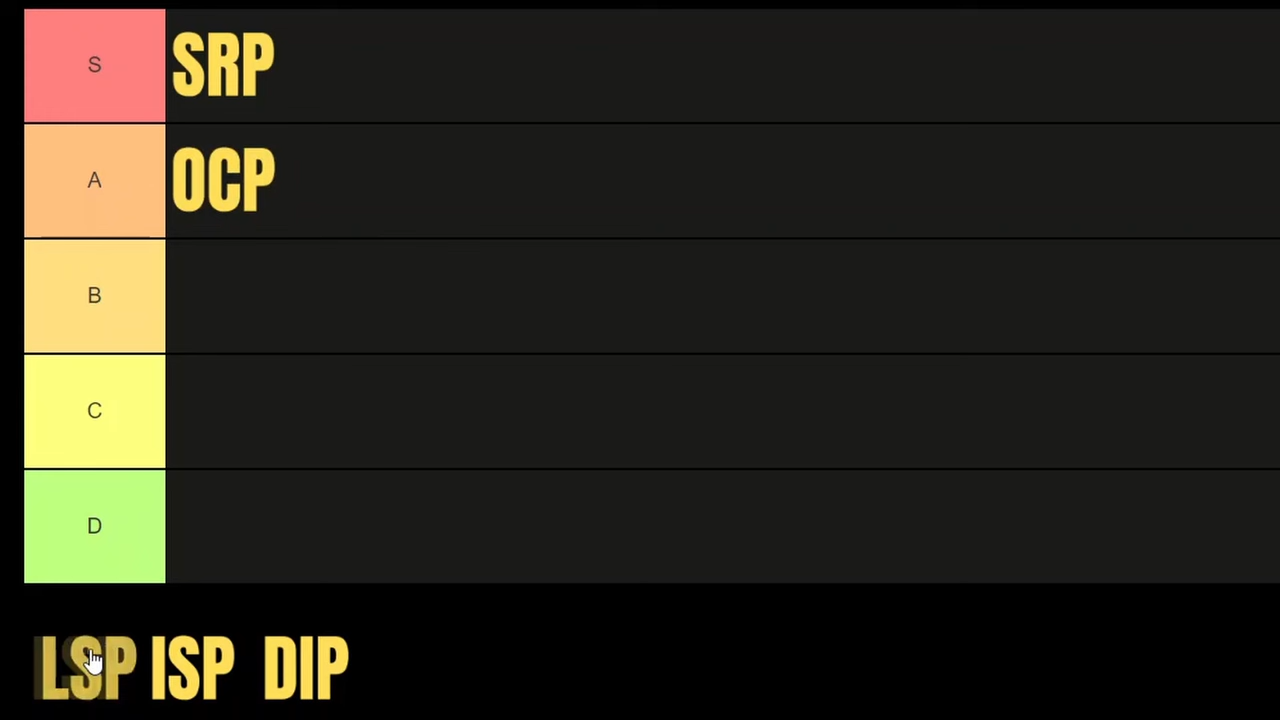 S SRP
A OCP
B
C
D
LSP ISP DIP